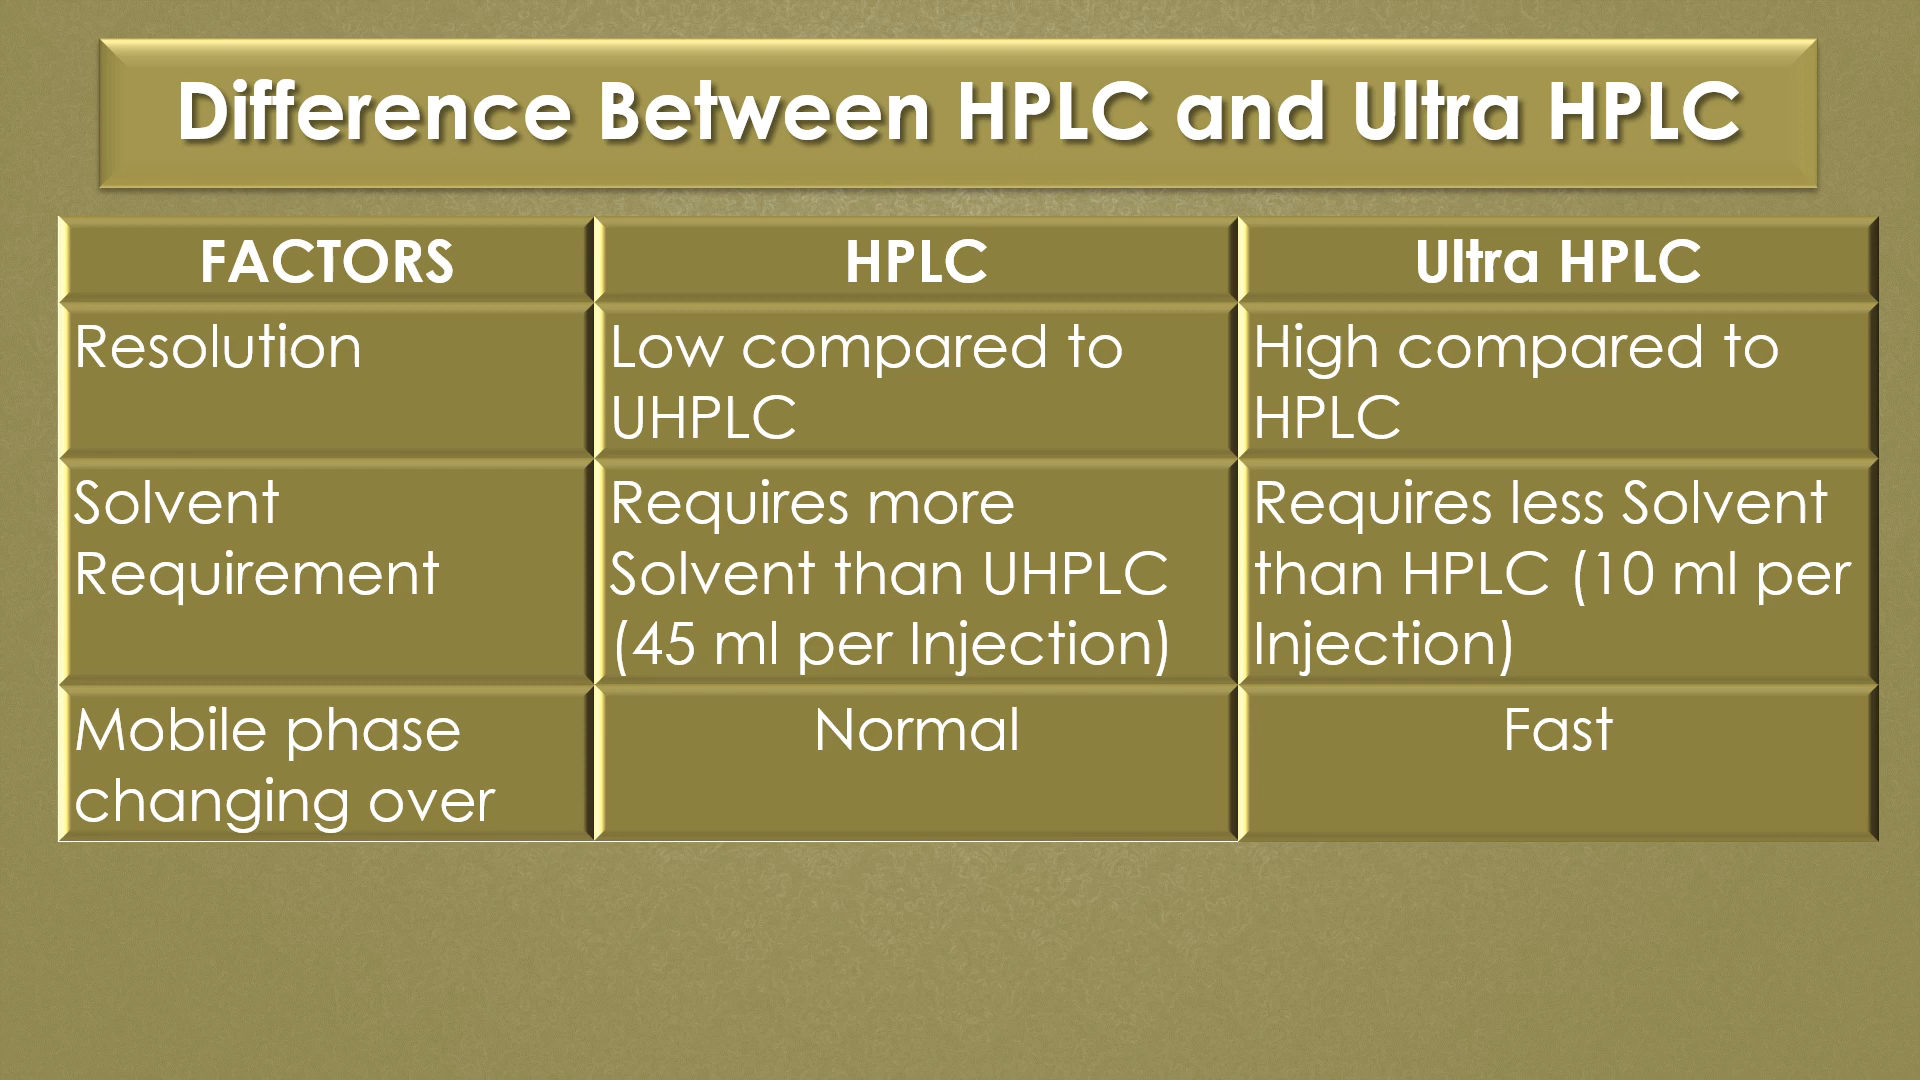 Difference Between HPLC and Ultra HPLC
FACTORS
HPLC
Ultra HPLC
Resolution
Low compared to
UHPLC
High compared to
HPLC
Solvent
Requirement
Requires more
Solvent than UHPLC
(45 ml per Injection)
Requires less Solvent
than HPLC (10 ml per
Injection)
Mobile phase
changing over
Normal
Fast